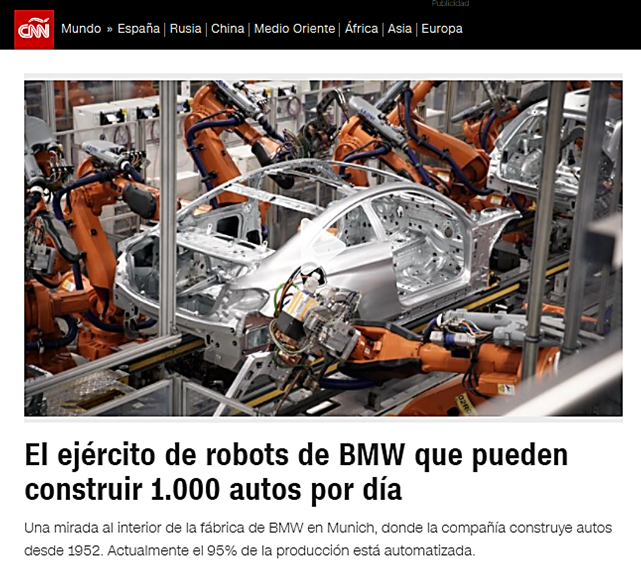 Publicidad
CNN Mundo » España | Rusia | China | Medio Oriente | África | Asia | Europa
El ejército de robots de BMW que pueden
construir 1.000 autos por día
Una mirada al interior de la fábrica de BMW en Munich, donde la compañía construye autos
desde 1952. Actualmente el 95% de la producción está automatizada.